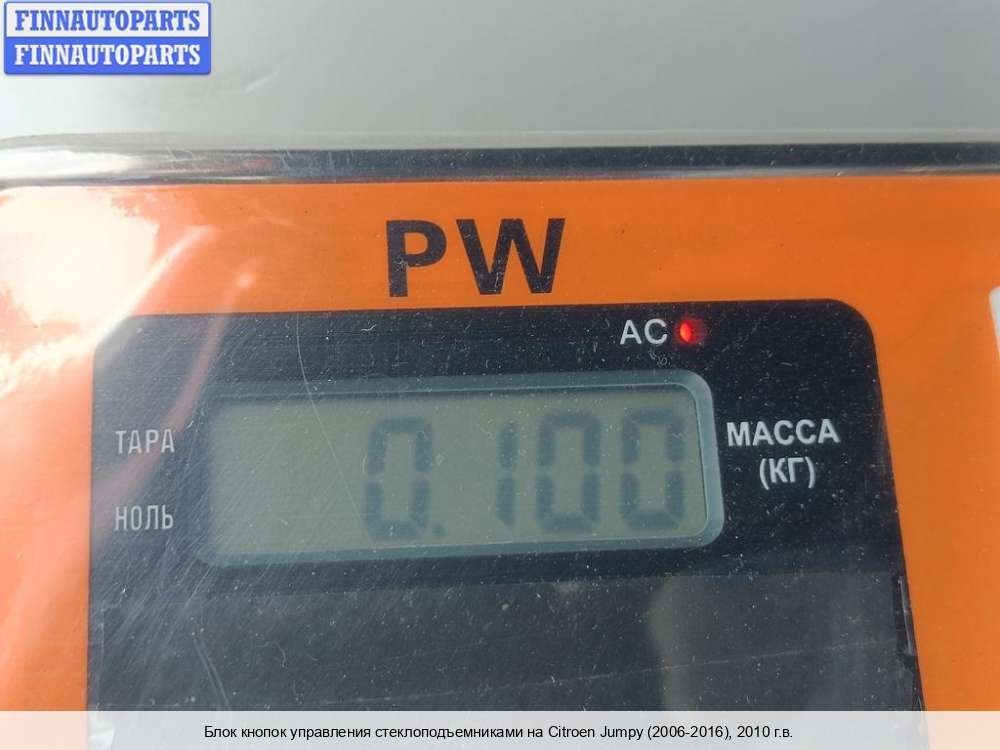 FINNAUTOPARTS
FINNAUTOPARTS
PW
AC
ТАРА
0.100
МАССА
(КГ)
НОЛЬ
Блок кнопок управления стеклоподъемниками на Citroen Jumpy (2006-2016), 2010 г.в.